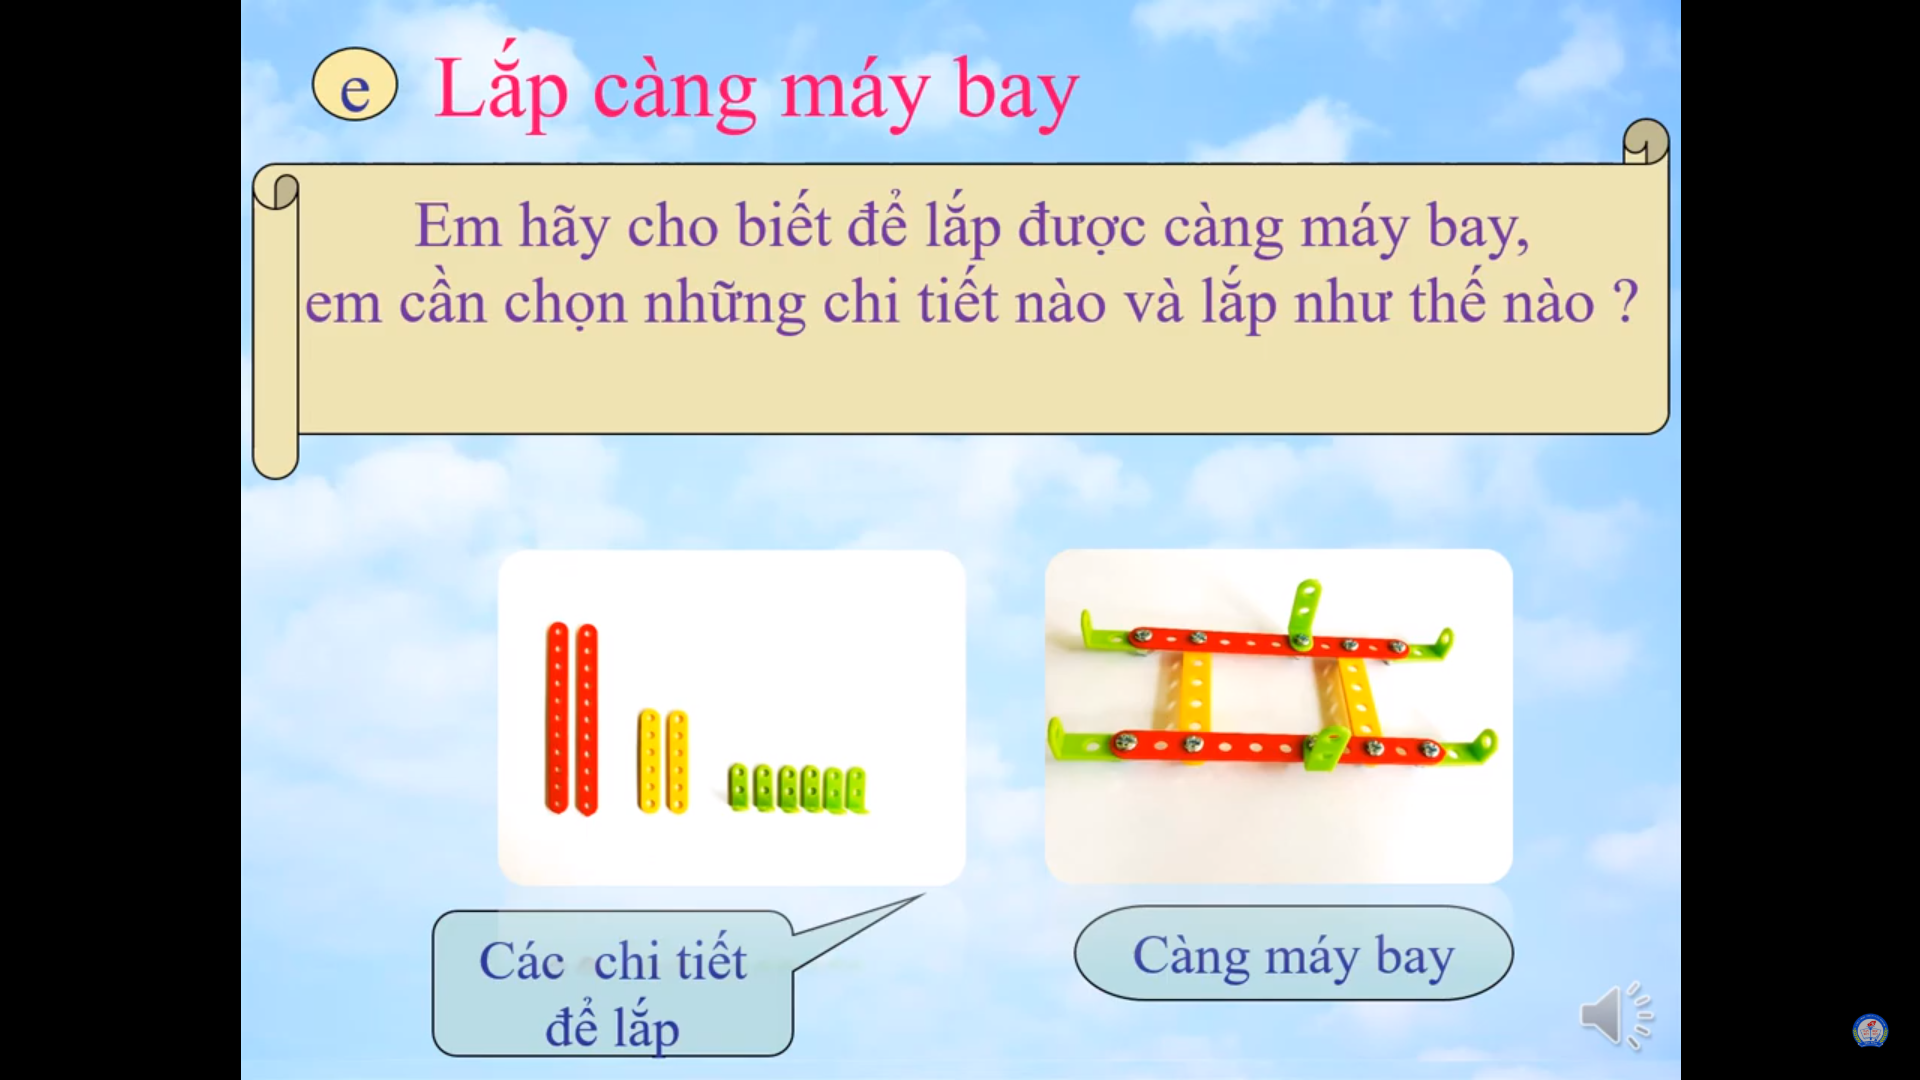 e
Lắp càng máy bay
Em hãy cho biết để lắp được càng máy bay,
em cần chọn những chi tiết nào và lắp như thế nào ?
Các chi tiết
để lắp
Càng máy bay